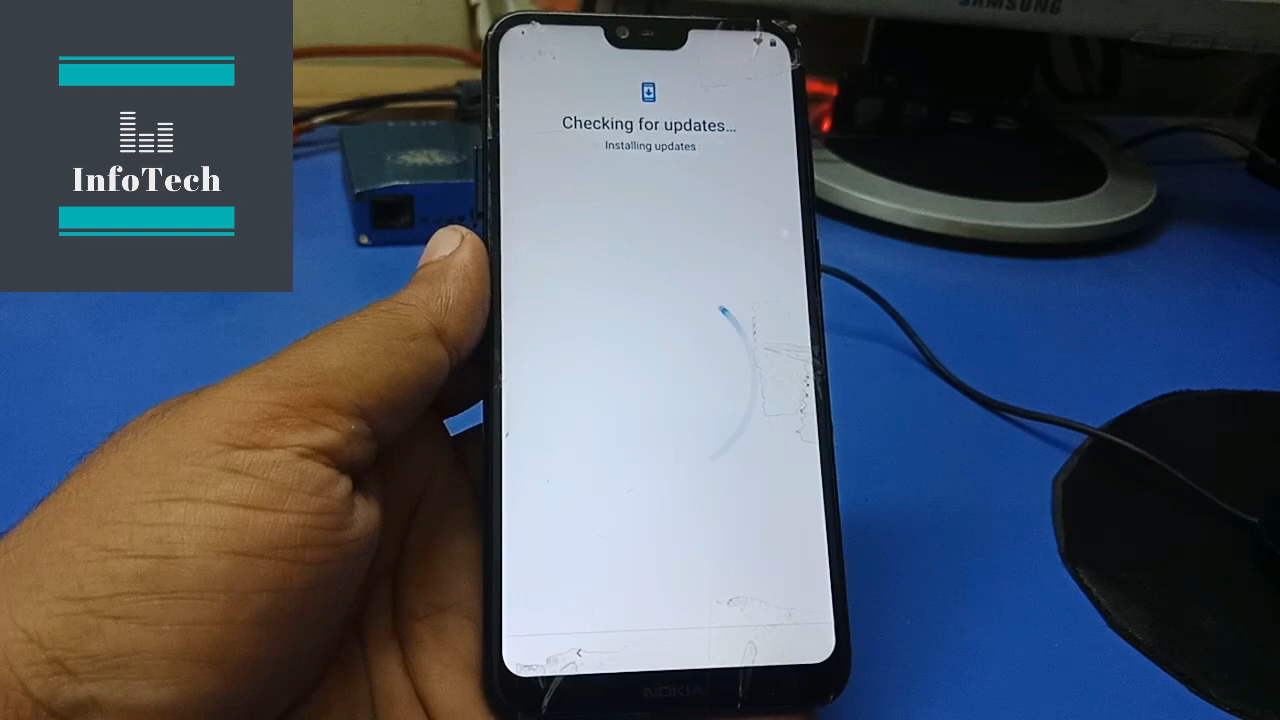 InfoTech
SAMSUNG
Checking for updates...
Installing updates
NOKIA